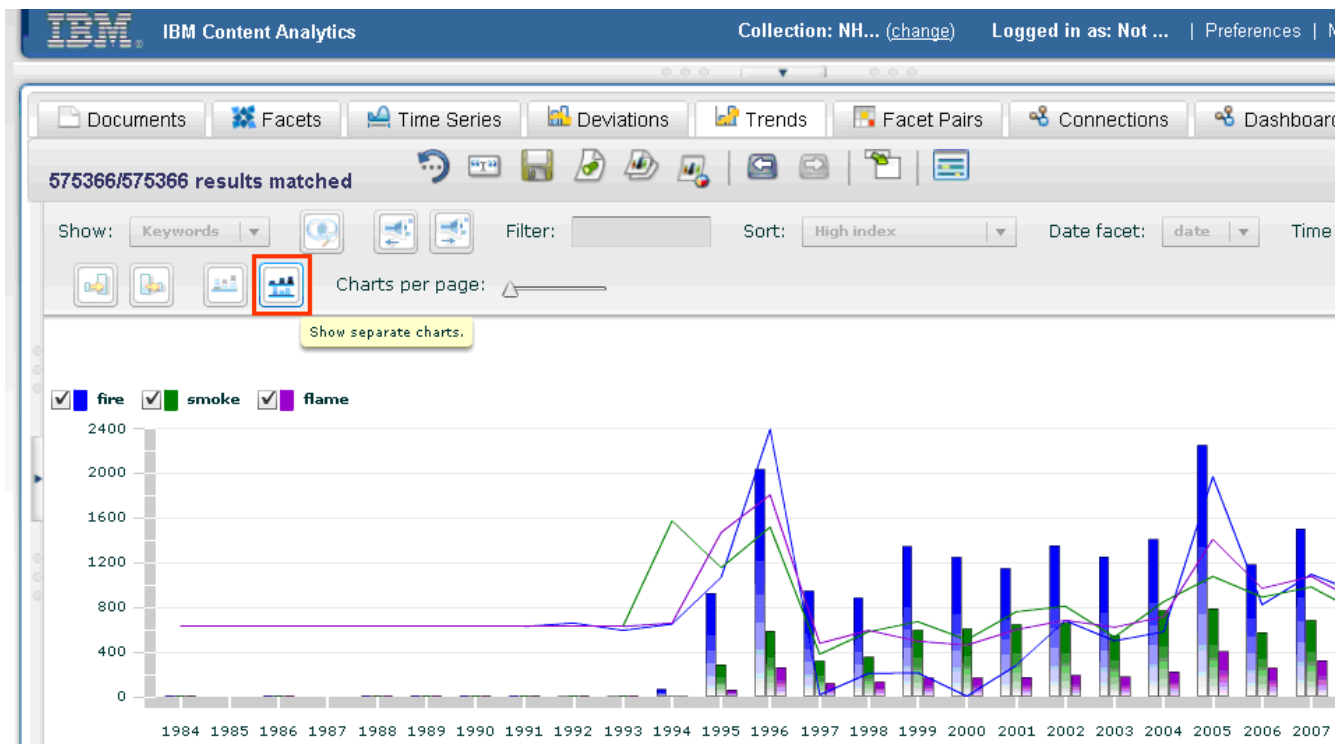 IBM IBM Content Analytics Collection: NH... (change) Logged in as: Not ... | Preferences |
Documents Facets Time Series Deviations Trends Facet Pairs Connections Dashboard
575366/575366 results matched
Show: Keywords Filter: Sort: High index Date facet: date Time
Charts per page:
Show separate charts.
fire smoke flame
2400
2000
1600
1200
800
400
0
1984 1985 1986 1987 1988 1989 1990 1991 1992 1993 1994 1995 1996 1997 1998 1999 2000 2001 2002 2003 2004 2005 2006 2007